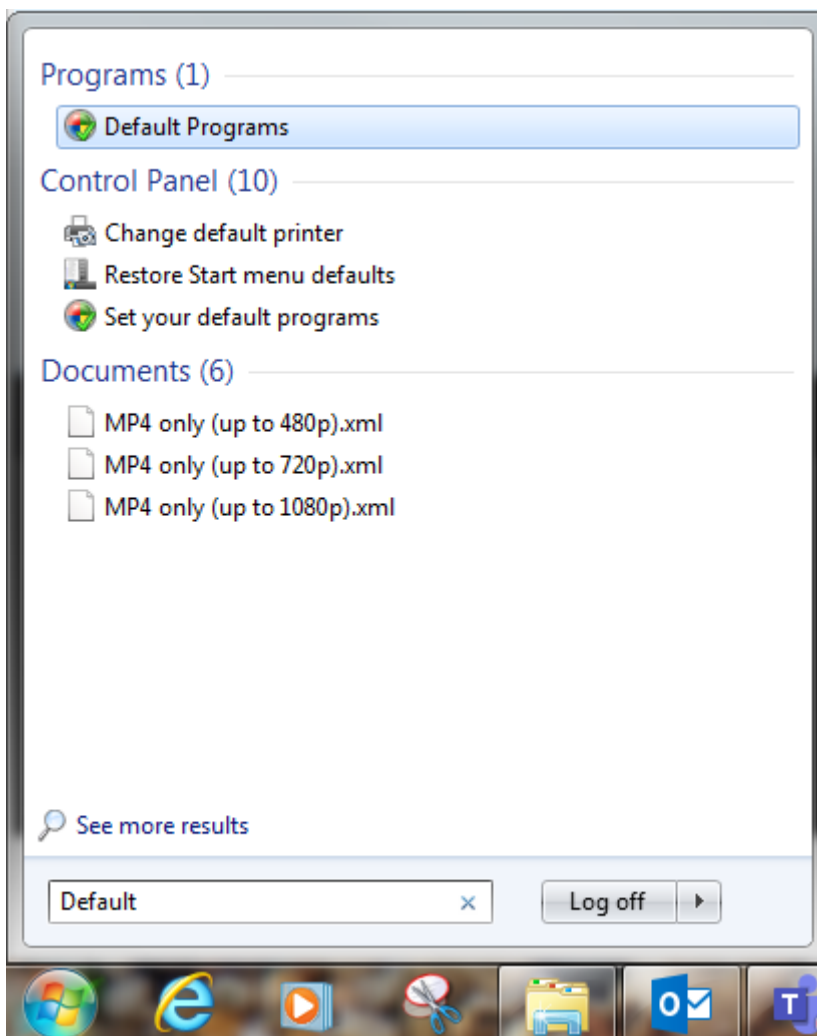 Programs (1)
Default Programs
Control Panel (10)
Change default printer
Restore Start menu defaults
Set your default programs
Documents (6)
MP4 only (up to 480p).xml
MP4 only (up to 720p).xml
MP4 only (up to 1080p).xml
See more results
Default
Log off